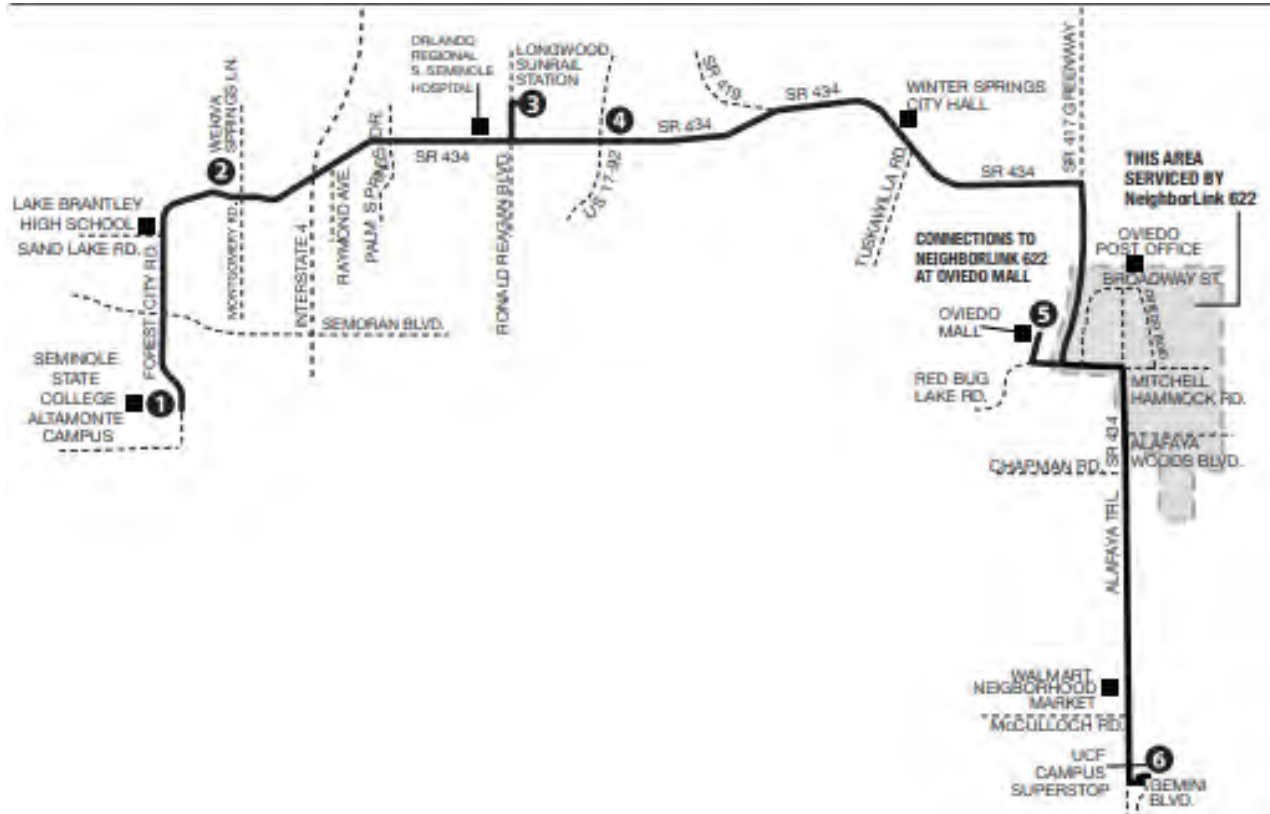 ORLANDO
REGIONAL
S. SEMINOLE
HOSPITAL
LONGWOOD
SUNRAIL
STATION
WEKIVA
SPRINGS LN.
SR 419
SR 434
WINTER SPRINGS
CITY HALL
SR 417 GREENWAY
3
4
SR 434
SR 434
2
PALM SPRINGS DR.
RAYMOND AVE.
RONALD REAGAN BLVD.
US 17-92
TUSKAWILLA RD.
SR 434
THIS AREA
SERVICED BY
NeighborLink 622
LAKE BRANTLEY
HIGH SCHOOL
SAND LAKE RD.
FOREST CITY RD.
MONTGOMERY RD.
INTERSTATE 4
SEMORAN BLVD.
CONNECTIONS TO
NEIGHBORLINK 622
AT OVIEDO MALL
OVIEDO
POST OFFICE
BROADWAY ST.
5
OVIEDO
MALL
SEMINOLE
STATE
COLLEGE
ALTAMONTE
CAMPUS
1
RED BUG
LAKE RD.
MITCHELL
HAMMOCK RD.
SR 434
ALAFAYA
WOODS BLVD.
CHAPMAN RD.
ALAFAYA TRL.
WALMART
NEIGBORHOOD
MARKET
McCULLOCH RD.
UCF
CAMPUS
SUPERSTOP
6
GEMINI
BLVD.